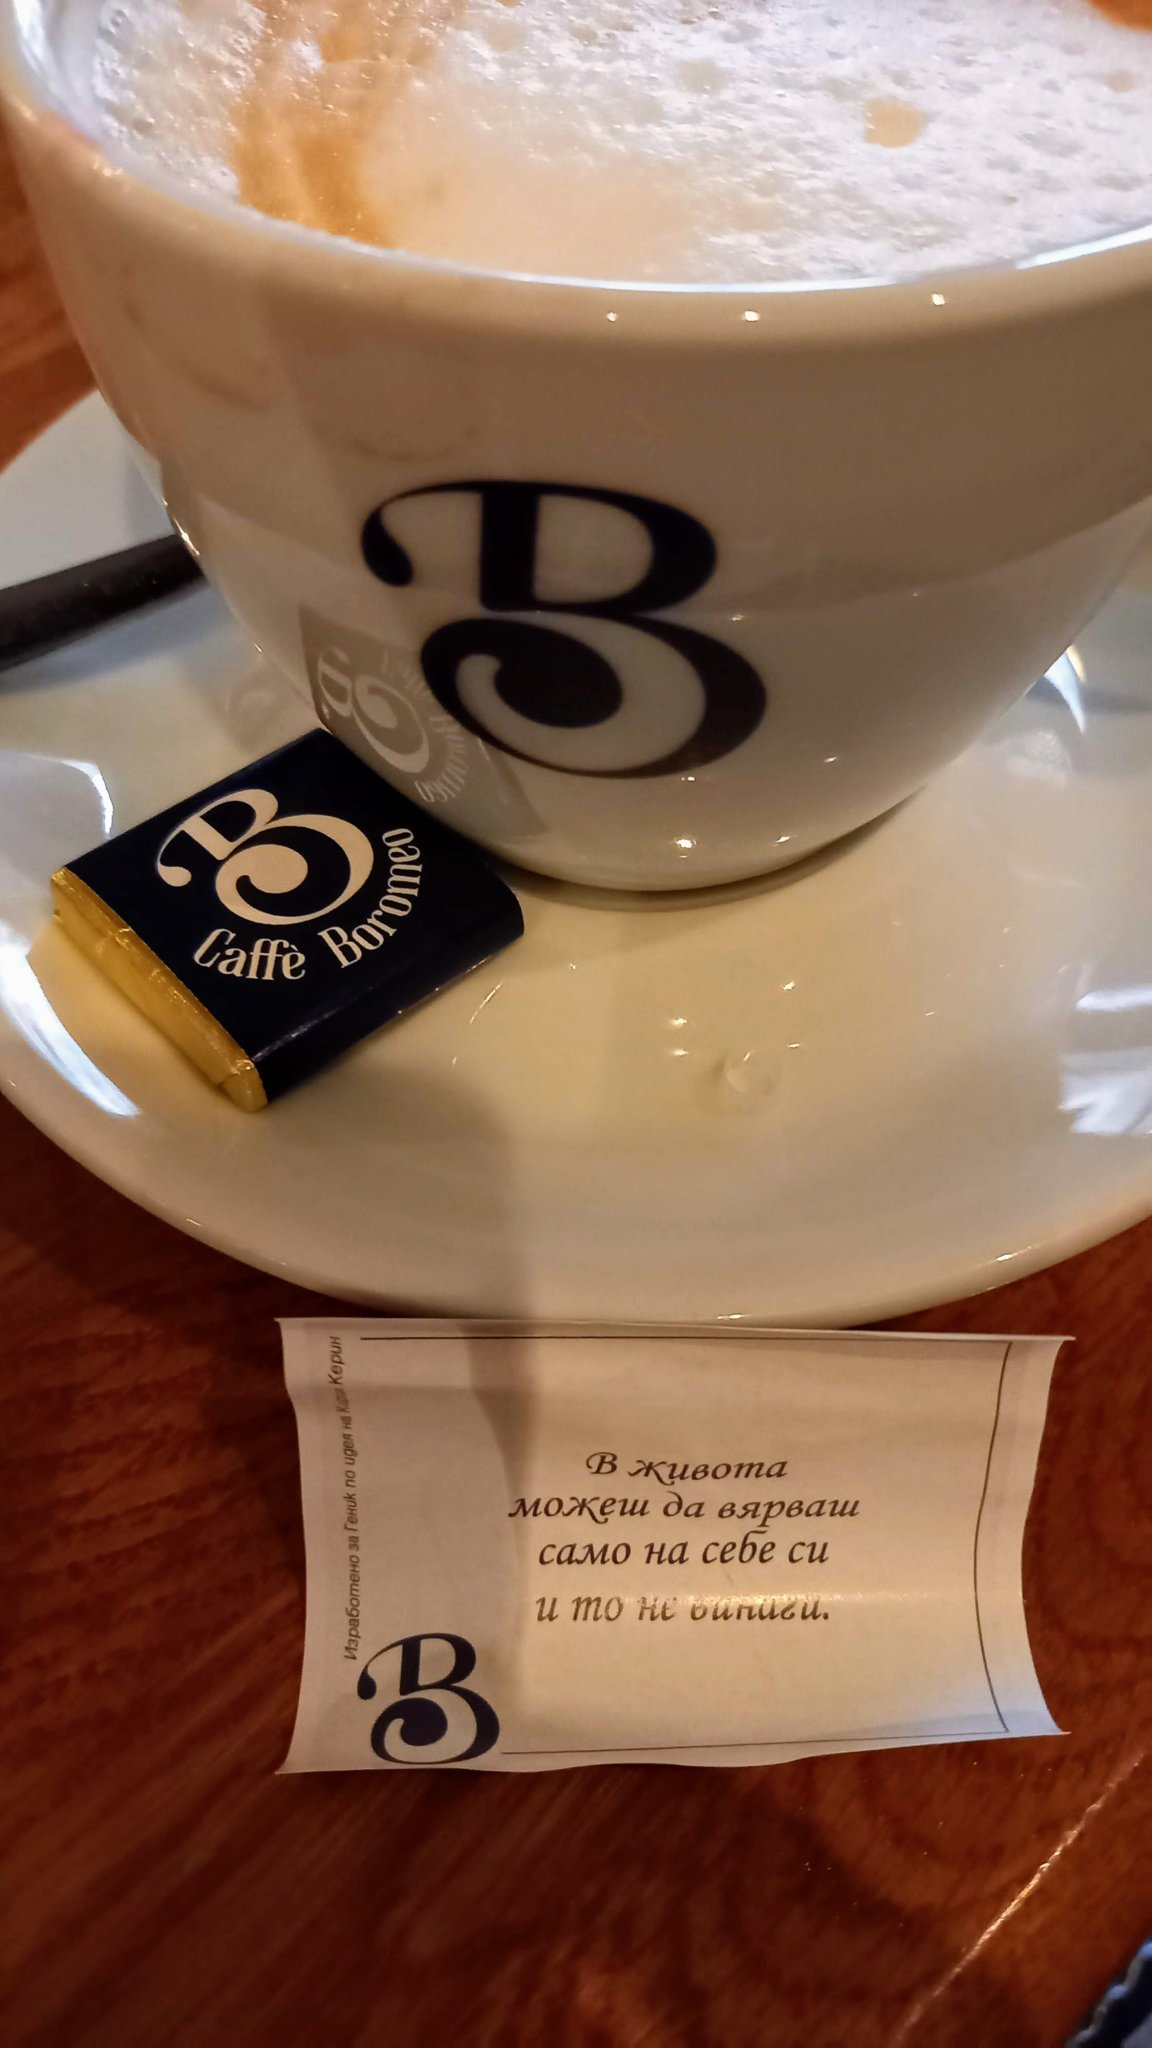 B
B
Caffè Boromeo
В живота
можеш да вярваш
само на себе си
и то не винаги.
Изработено за Геник по идея на Керин
B